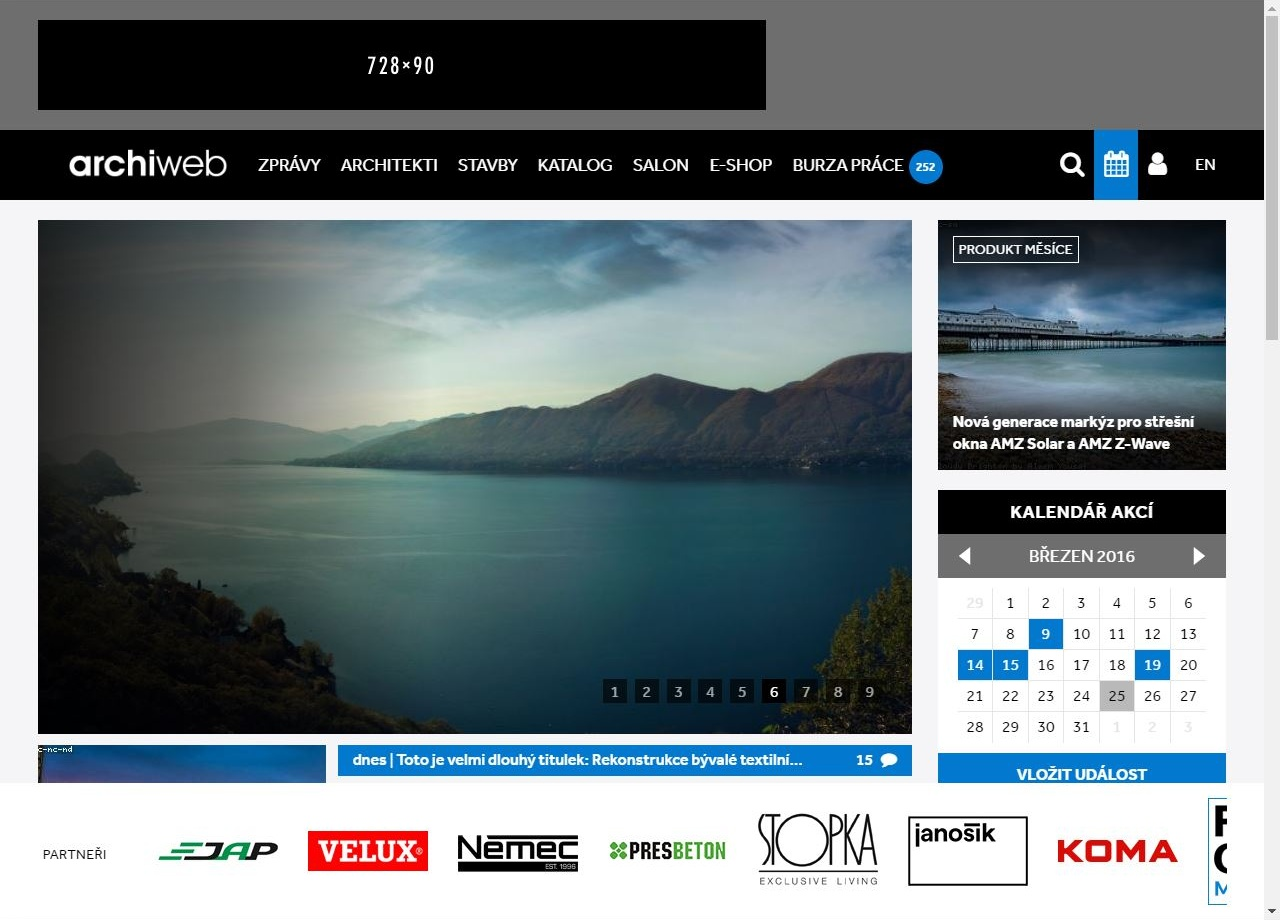 728×90
archiweb ZPRÁVY ARCHITEKTI STAVBY KATALOG SALON E-SHOP BURZA PRÁCE 252 EN
PRODUKT MĚSÍCE
Nová generace markýz pro střešní
okna AMZ Solar a AMZ Z-Wave
1 2 3 4 5 6 7 8 9
KALENDÁŘ AKCÍ
BŘEZEN 2016
29 1 2 3 4 5 6
7 8 9 10 11 12 13
14 15 16 17 18 19 20
21 22 23 24 25 26 27
28 29 30 31 1 2 3
VLOŽIT UDÁLOST
c-nc-nd
dnes | Toto je velmi dlouhý titulek: Rekonstrukce bývalé textilní... 15
PARTNEŘI
JAP
VELUX®
Nemec
EST. 1996
PRESBETON
STOPKA
EXCLUSIVE LIVING
janošík
KOMA